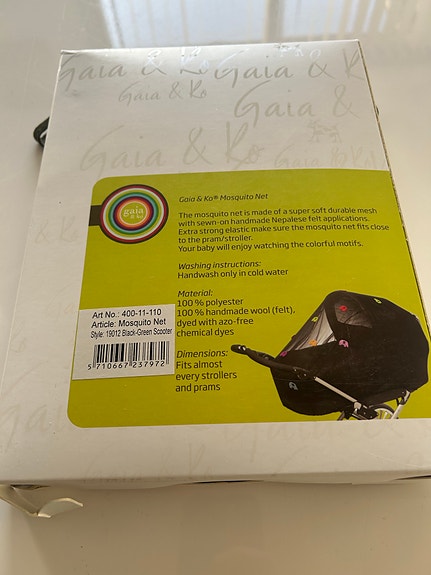 Gaia & Ko Gaia & K
Gaia & Ko
Gaia &
Gaia & Ko
Gaia & Ko
gaia
& ko
Gaia & Ko® Mosquito Net
The mosquito net is made of a super soft durable mesh
with sewn-on handmade Nepalese felt applications.
Extra strong elastic make sure the mosquito net fits close
to the pram/stroller.
Your baby will enjoy watching the colorful motifs.
Washing instructions:
Handwash only in cold water
Material:
100 % polyester
100 % handmade wool (felt),
dyed with azo-free
chemical dyes
Dimensions:
Fits almost
every strollers
and prams
Art No.: 400-11-110
Article: Mosquito Net
Style: 19012 Black-Green Scooter
5 710667 237972